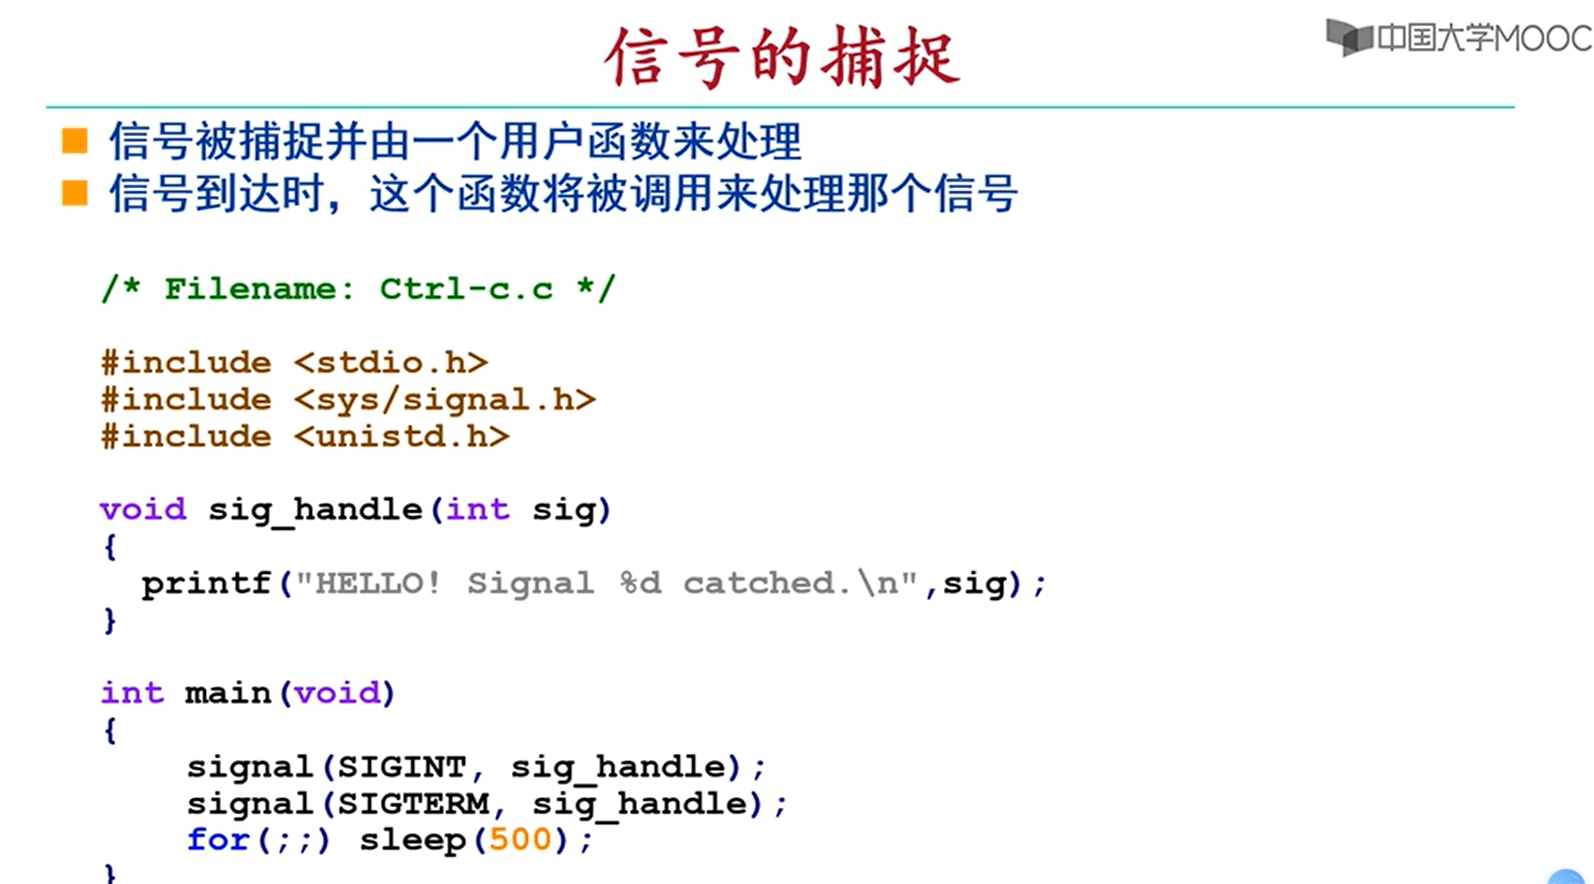 信号的捕捉
中国大学MOOC
信号被捕捉并由一个用户函数来处理
信号到达时，这个函数将被调用来处理那个信号
/* Filename: Ctrl-c.c */
#include <stdio.h>
#include <sys/signal.h>
#include <unistd.h>
void sig_handle(int sig)
{
printf("HELLO! Signal %d catched.\n",sig);
}
int main(void)
{
signal(SIGINT, sig_handle);
signal(SIGTERM, sig_handle);
for(;;) sleep(500);
}